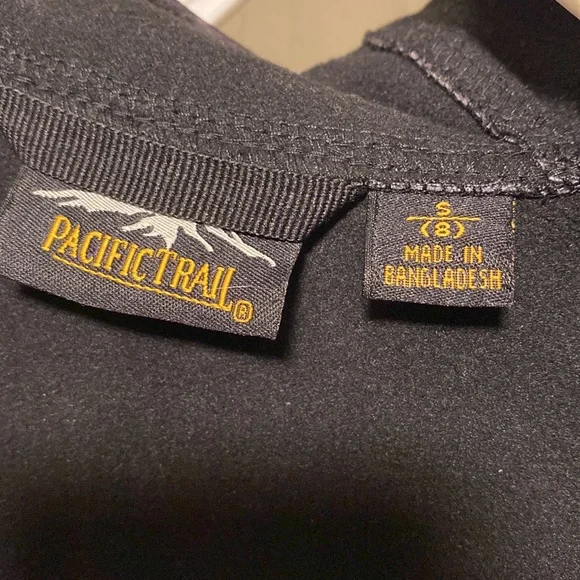 PACIFIC TRAIL®
S
(8)
MADE IN
BANGLADESH